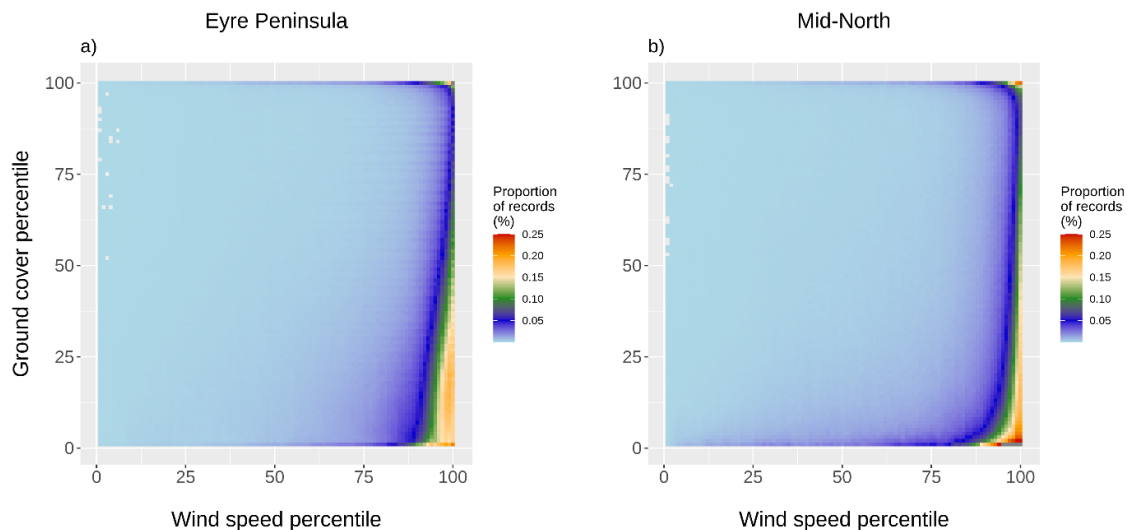 Eyre Peninsula
Mid-North
a)
b)
Ground cover percentile
100
75
50
25
0
0
25
50
75
100
Wind speed percentile
Proportion
of records
(%)
0.25
0.20
0.15
0.10
0.05
100
75
50
25
0
0
25
50
75
100
Wind speed percentile
Proportion
of records
(%)
0.25
0.20
0.15
0.10
0.05